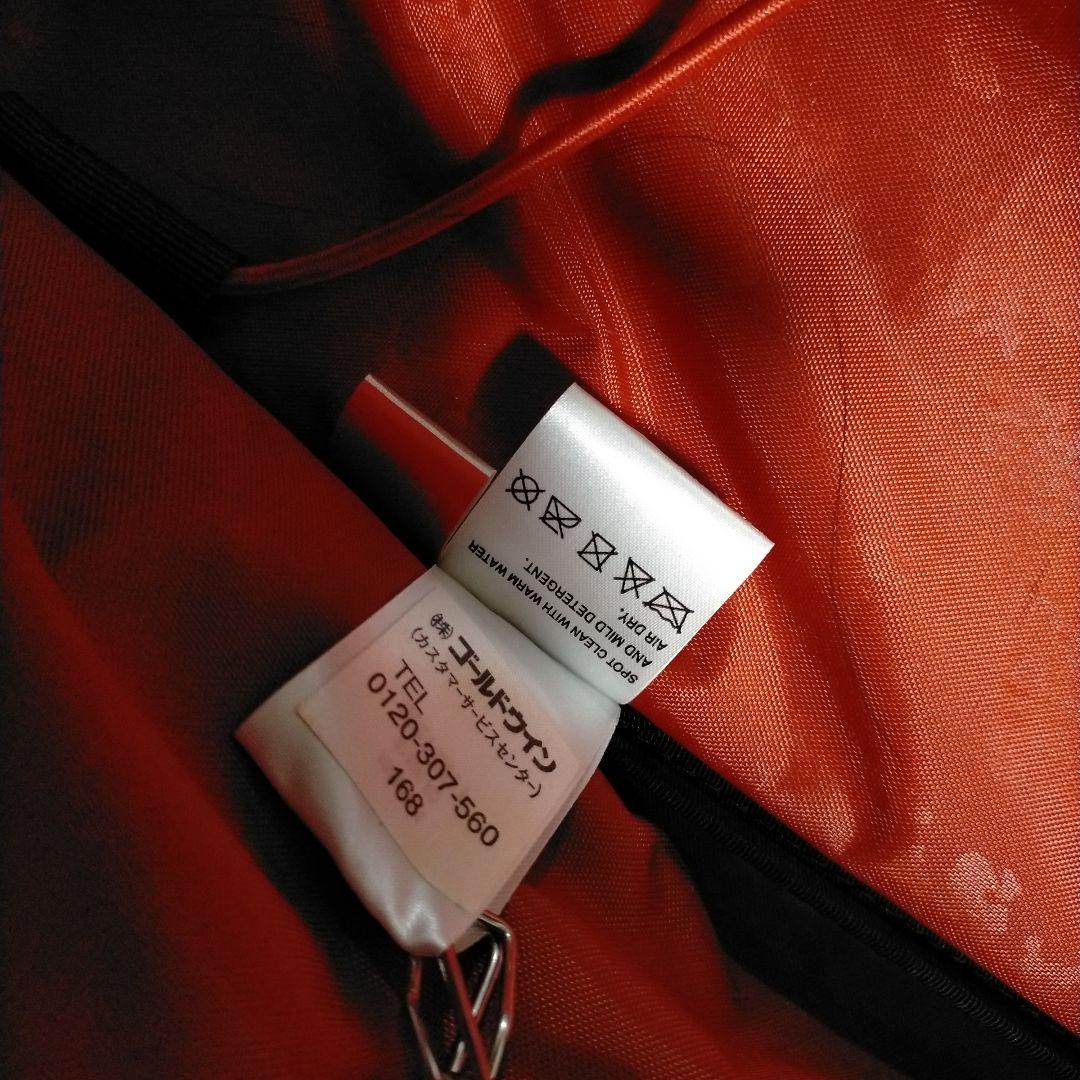 SPOT CLEAN WITH WARM WATER
AND MILD DETERGENT.
AIR DRY.
㈱ゴールドウイン
(カスタマーサービスセンター)
TEL
0120-307-560
168